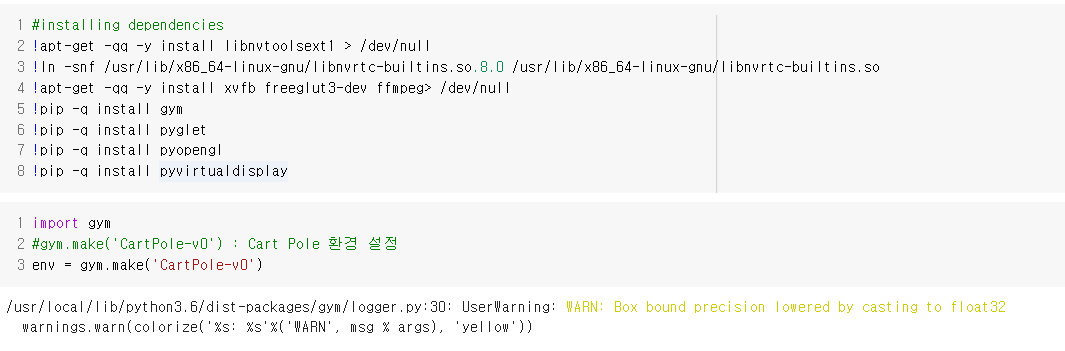 1 #installing dependencies
2 !apt-get -qq -y install libnvtoolsext1 > /dev/null
3 !ln -snf /usr/lib/x86_64-linux-gnu/libnvrtc-builtins.so.8.0 /usr/lib/x86_64-linux-gnu/libnvrtc-builtins.so
4 !apt-get -qq -y install xvfb freeglut3-dev ffmpeg> /dev/null
5 !pip -q install gym
6 !pip -q install pyglet
7 !pip -q install pyopengl
8 !pip -q install pyvirtualdisplay
1 import gym
2 #gym.make('CartPole-v0') : Cart Pole 환경 설정
3 env = gym.make('CartPole-v0')
/usr/local/lib/python3.6/dist-packages/gym/logger.py:30: UserWarning: WARN: Box bound precision lowered by casting to float32
warnings.warn(colorize('%s: %s'%('WARN', msg % args), 'yellow'))